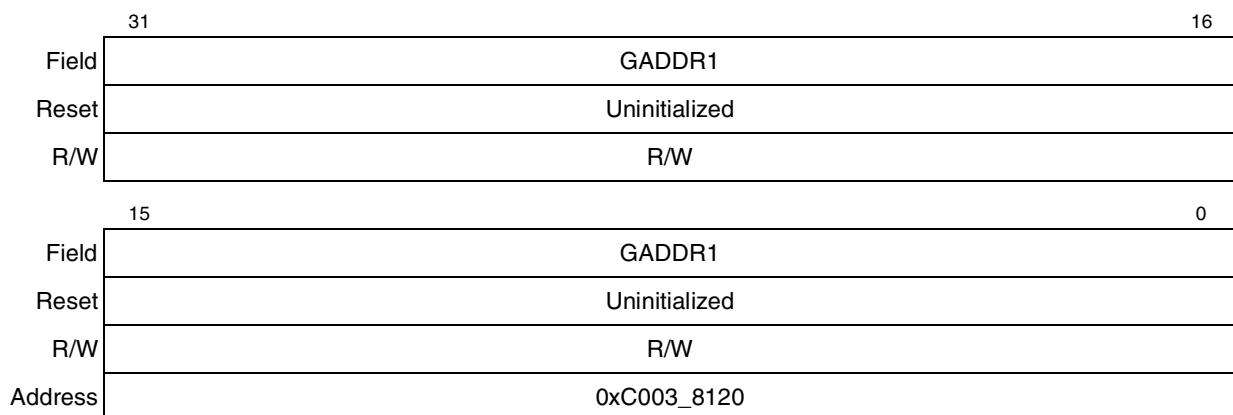 31 16
Field GADDR1
Reset Uninitialized
R/W R/W
15 0
Field GADDR1
Reset Uninitialized
R/W R/W
Address 0xC003_8120